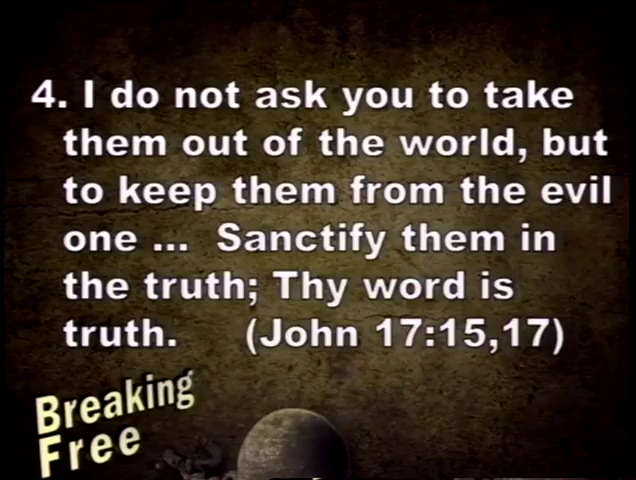 4. I do not ask you to take
them out of the world, but
to keep them from the evil
one ... Sanctify them in
the truth; Thy word is
truth. (John 17:15,17)
Breaking
Free